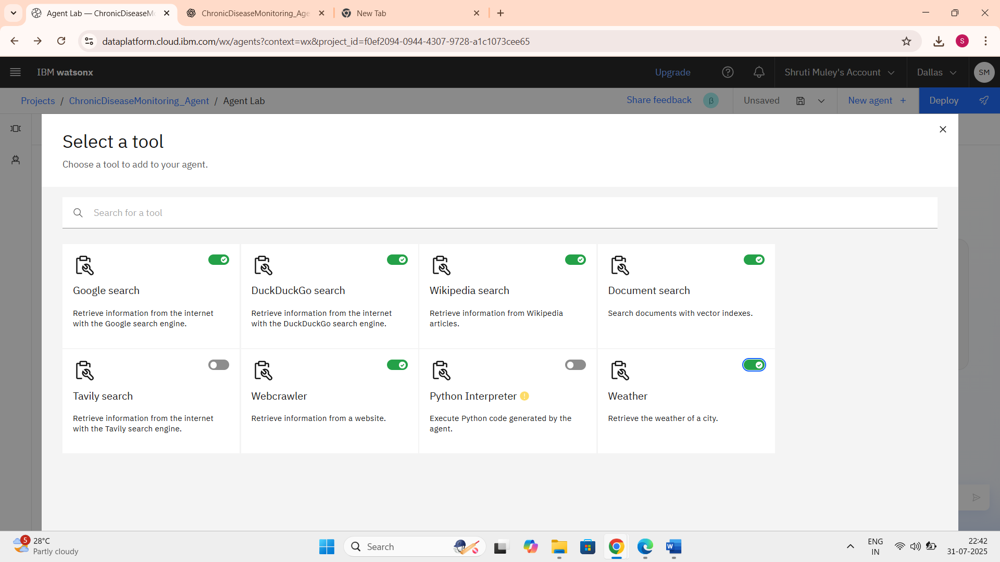 Agent Lab — ChronicDiseaseM
ChronicDiseaseMonitoring_Age
New Tab
dataplatform.cloud.ibm.com/wx/agents?context=wx&project_id=f0ef2094-0944-4307-9728-a1c1073cee65
S
IBM watsonx
Upgrade
Shruti Muley's Account
Dallas
SM
Projects / ChronicDiseaseMonitoring_Agent / Agent Lab
Share feedback
β
Unsaved
New agent +
Deploy
Select a tool
Choose a tool to add to your agent.
Search for a tool
Google search
Retrieve information from the internet
with the Google search engine.
DuckDuckGo search
Retrieve information from the internet
with the DuckDuckGo search engine.
Wikipedia search
Retrieve information from Wikipedia
articles.
Document search
Search documents with vector indexes.
Tavily search
Retrieve information from the internet
with the Tavily search engine.
Webcrawler
Retrieve information from a website.
Python Interpreter
Execute Python code generated by the
agent.
Weather
Retrieve the weather of a city.
5
28°C
Partly cloudy
Search
W
ENG
IN
22:42
31-07-2025